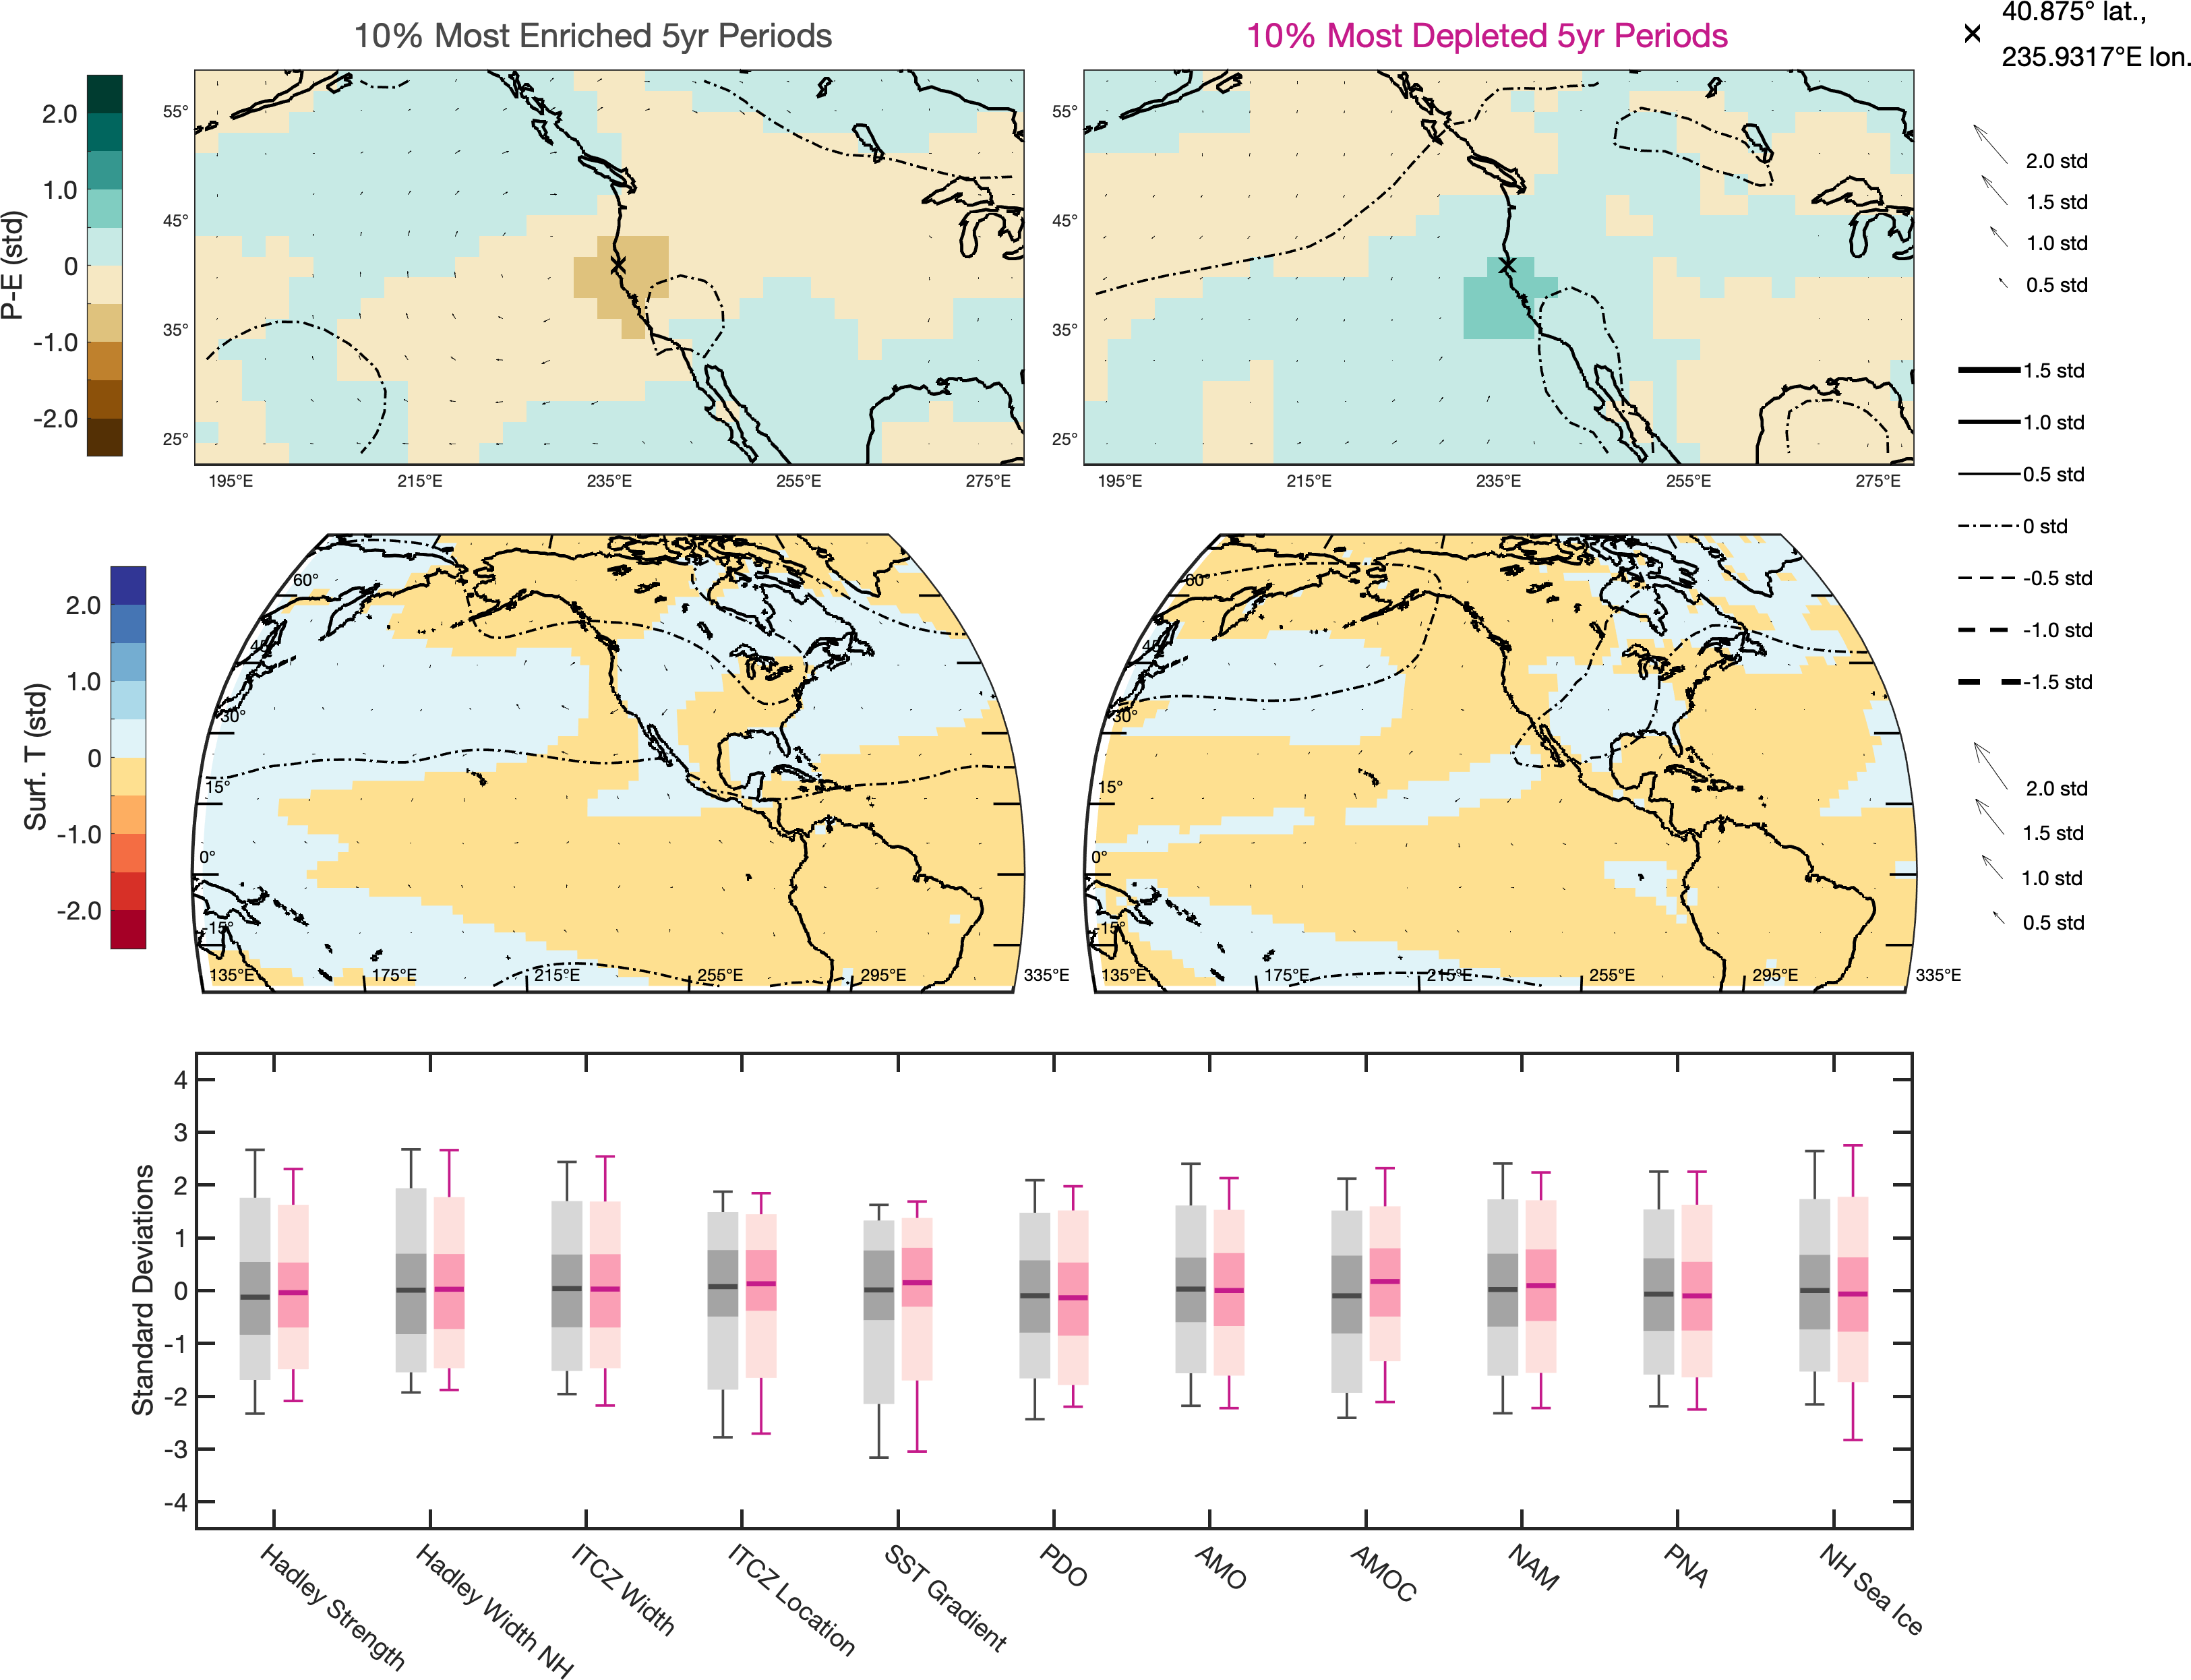 10% Most Enriched 5yr Periods
10% Most Depleted 5yr Periods
40.875° lat.,
235.9317°E lon.
P-E (std)
2.0
1.0
0
-1.0
-2.0
55°
45°
35°
25°
195°E
215°E
235°E
255°E
275°E
55°
45°
35°
25°
195°E
215°E
235°E
255°E
275°E
2.0 std
1.5 std
1.0 std
0.5 std
1.5 std
1.0 std
0.5 std
0 std
-0.5 std
-1.0 std
-1.5 std
2.0 std
1.5 std
1.0 std
0.5 std
Surf. T (std)
2.0
1.0
0
-1.0
-2.0
60°
45°
30°
15°
0°
-15°
135°E
175°E
215°E
255°E
295°E
335°E
60°
45°
30°
15°
0°
-15°
135°E
175°E
215°E
255°E
295°E
335°E
Standard Deviations
4
3
2
1
0
-1
-2
-3
-4
Hadley Strength
Hadley Width NH
ITCZ Width
ITCZ Location
SST Gradient
PDO
AMO
AMOC
NAM
PNA
NH Sea Ice